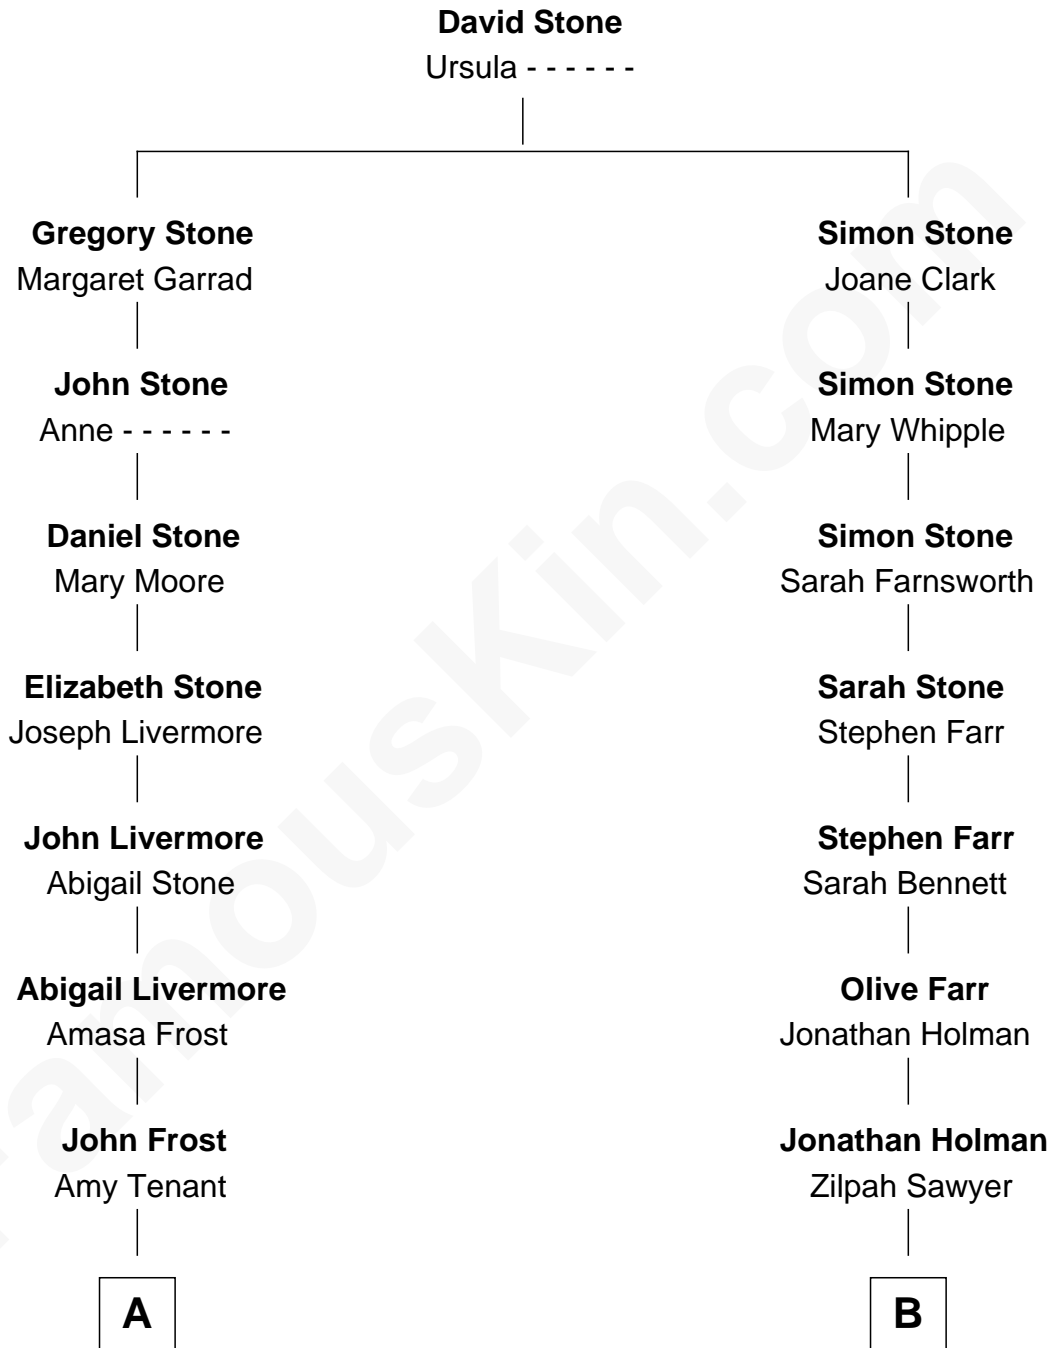 David Stone
Ursula - - - - - -
Gregory Stone
Margaret Garrad
Simon Stone
Joane Clark
John Stone
Anne - - - - - -
Simon Stone
Mary Whipple
Daniel Stone
Mary Moore
Simon Stone
Sarah Farnsworth
Elizabeth Stone
Joseph Livermore
Sarah Stone
Stephen Farr
John Livermore
Abigail Stone
Stephen Farr
Sarah Bennett
Abigail Livermore
Amasa Frost
Olive Farr
Jonathan Holman
John Frost
Amy Tenant
Jonathan Holman
Zilpah Sawyer
A
B
FamousKin.com